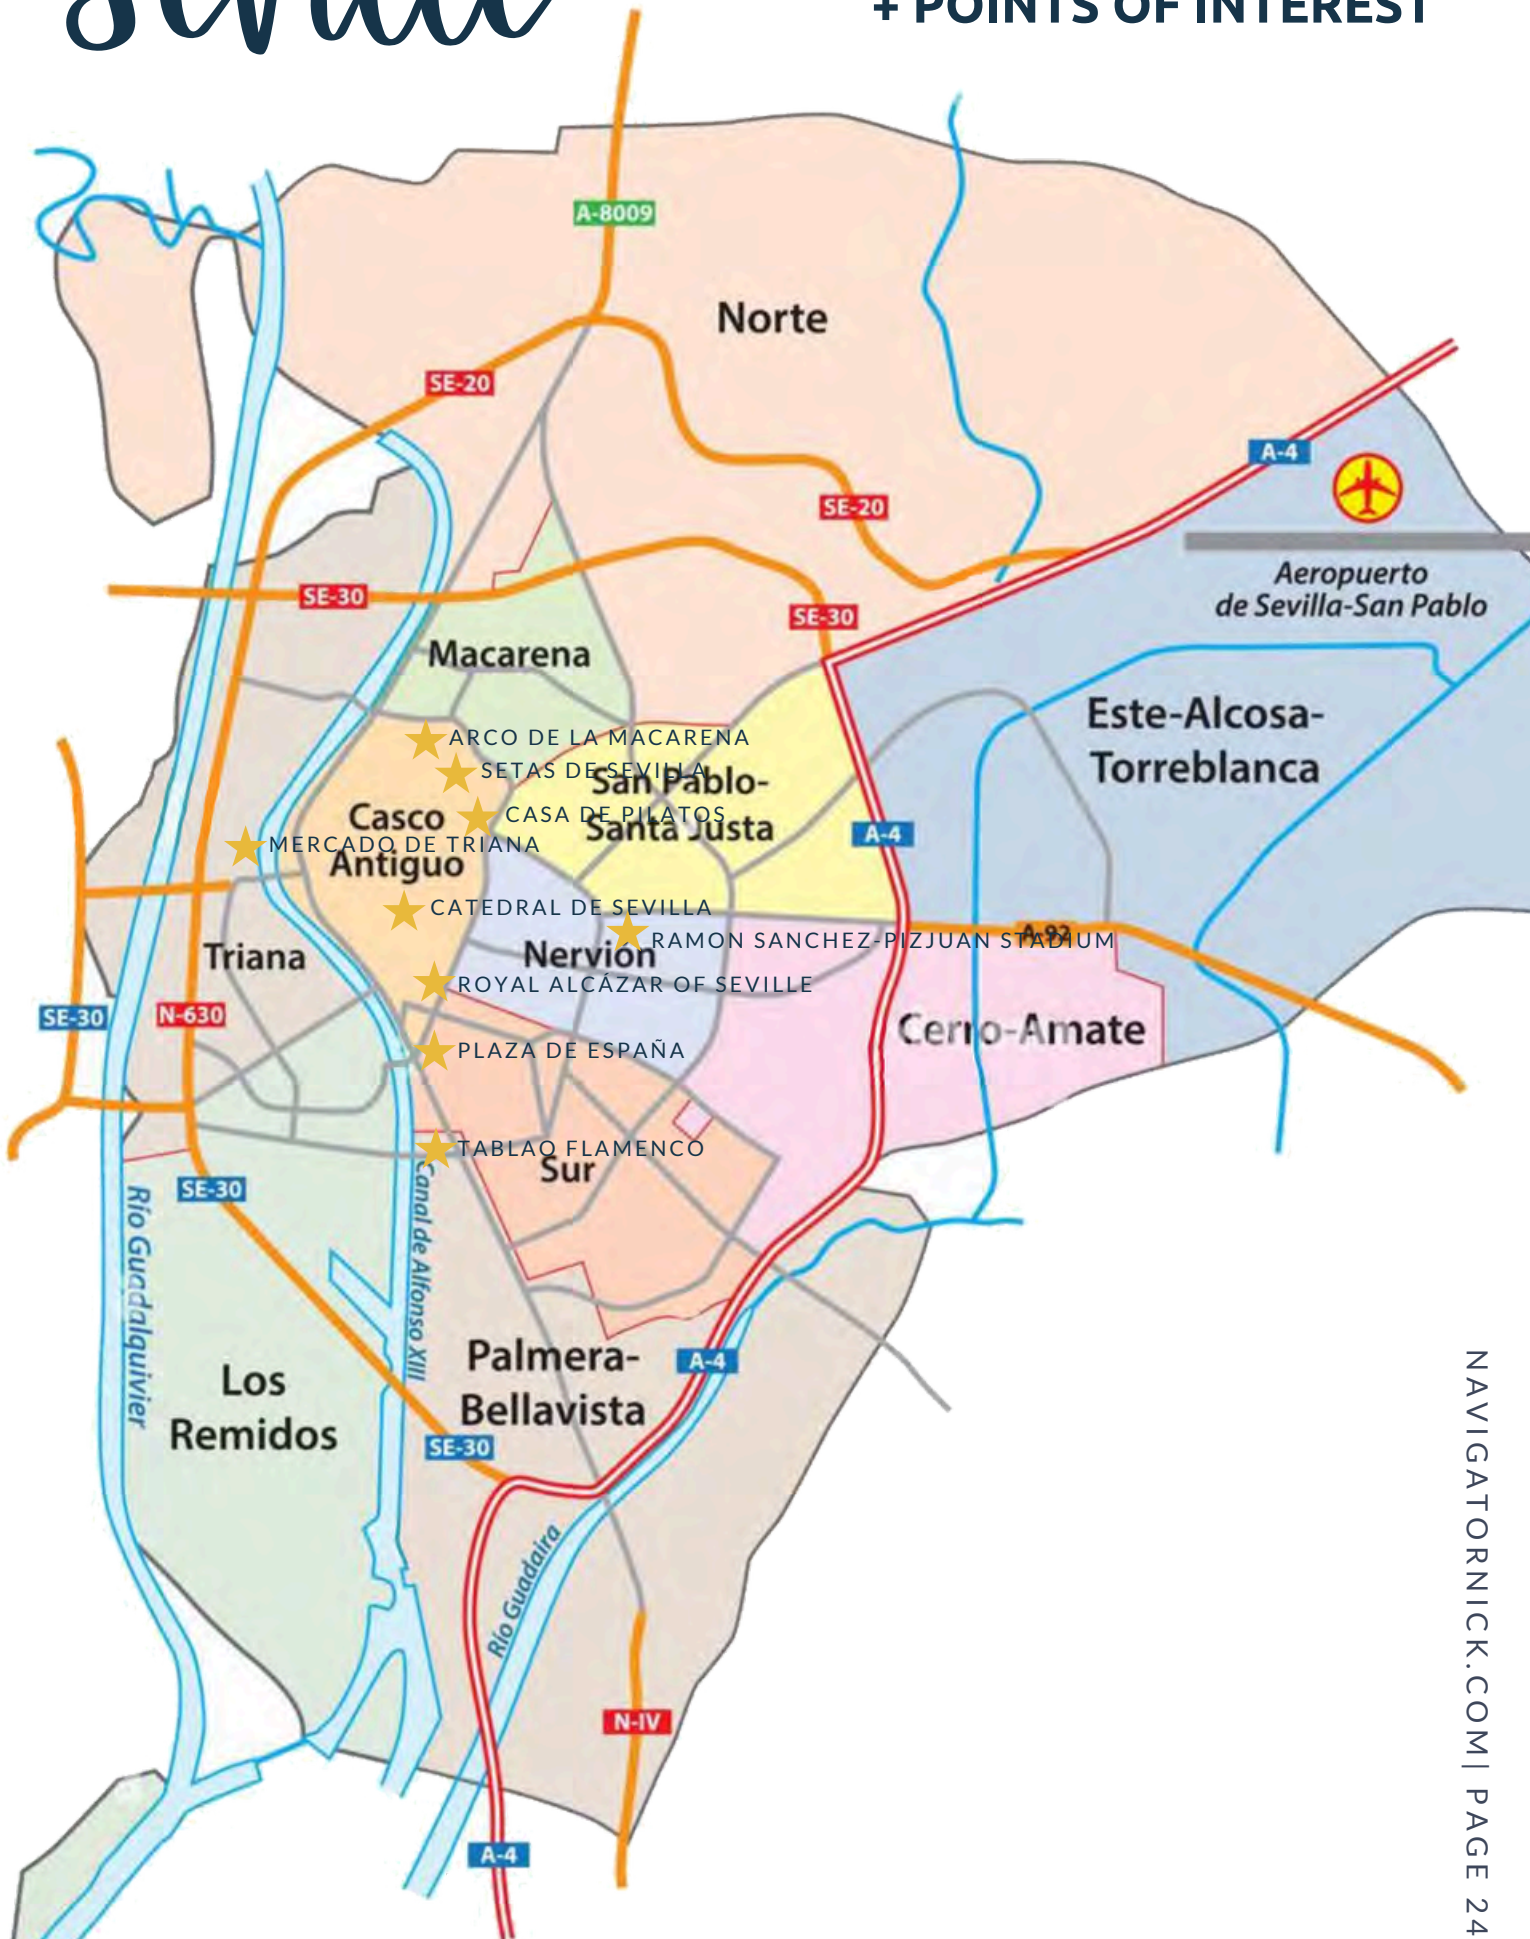 Seville
+ POINTS OF INTEREST
A-8009
Norte
SE-20
A-4
SE-20
Aeropuerto
de Sevilla-San Pablo
SE-30
SE-30
Macarena
Este-Alcosa-
Torreblanca
ARCO DE LA MACARENA
SETAS DE SEVILLA
San Pablo-
Santa Justa
CASA DE PILATOS
Casco
Antiguo
MERCADO DE TRIANA
A-4
CATEDRAL DE SEVILLA
A-92
RAMON SANCHEZ-PIZJUAN STADIUM
Nervión
Triana
ROYAL ALCÁZAR OF SEVILLE
SE-30
N-630
Cerro-Amate
PLAZA DE ESPAÑA
TABLAO FLAMENCO
Sur
SE-30
Río Guadalquivier
Canal de Alfonso XIII
Palmera-
Bellavista
A-4
Los
Remidos
SE-30
Río Guadaira
N-IV
A-4
NAVIGATORNICK.COM| PAGE 24